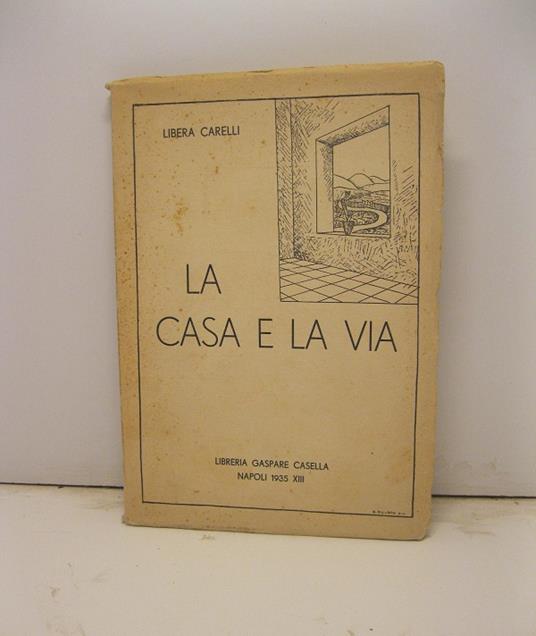 LIBERA CARELLI
LA
CASA E LA VIA
LIBRERIA GASPARE CASELLA
NAPOLI 1935 XIII